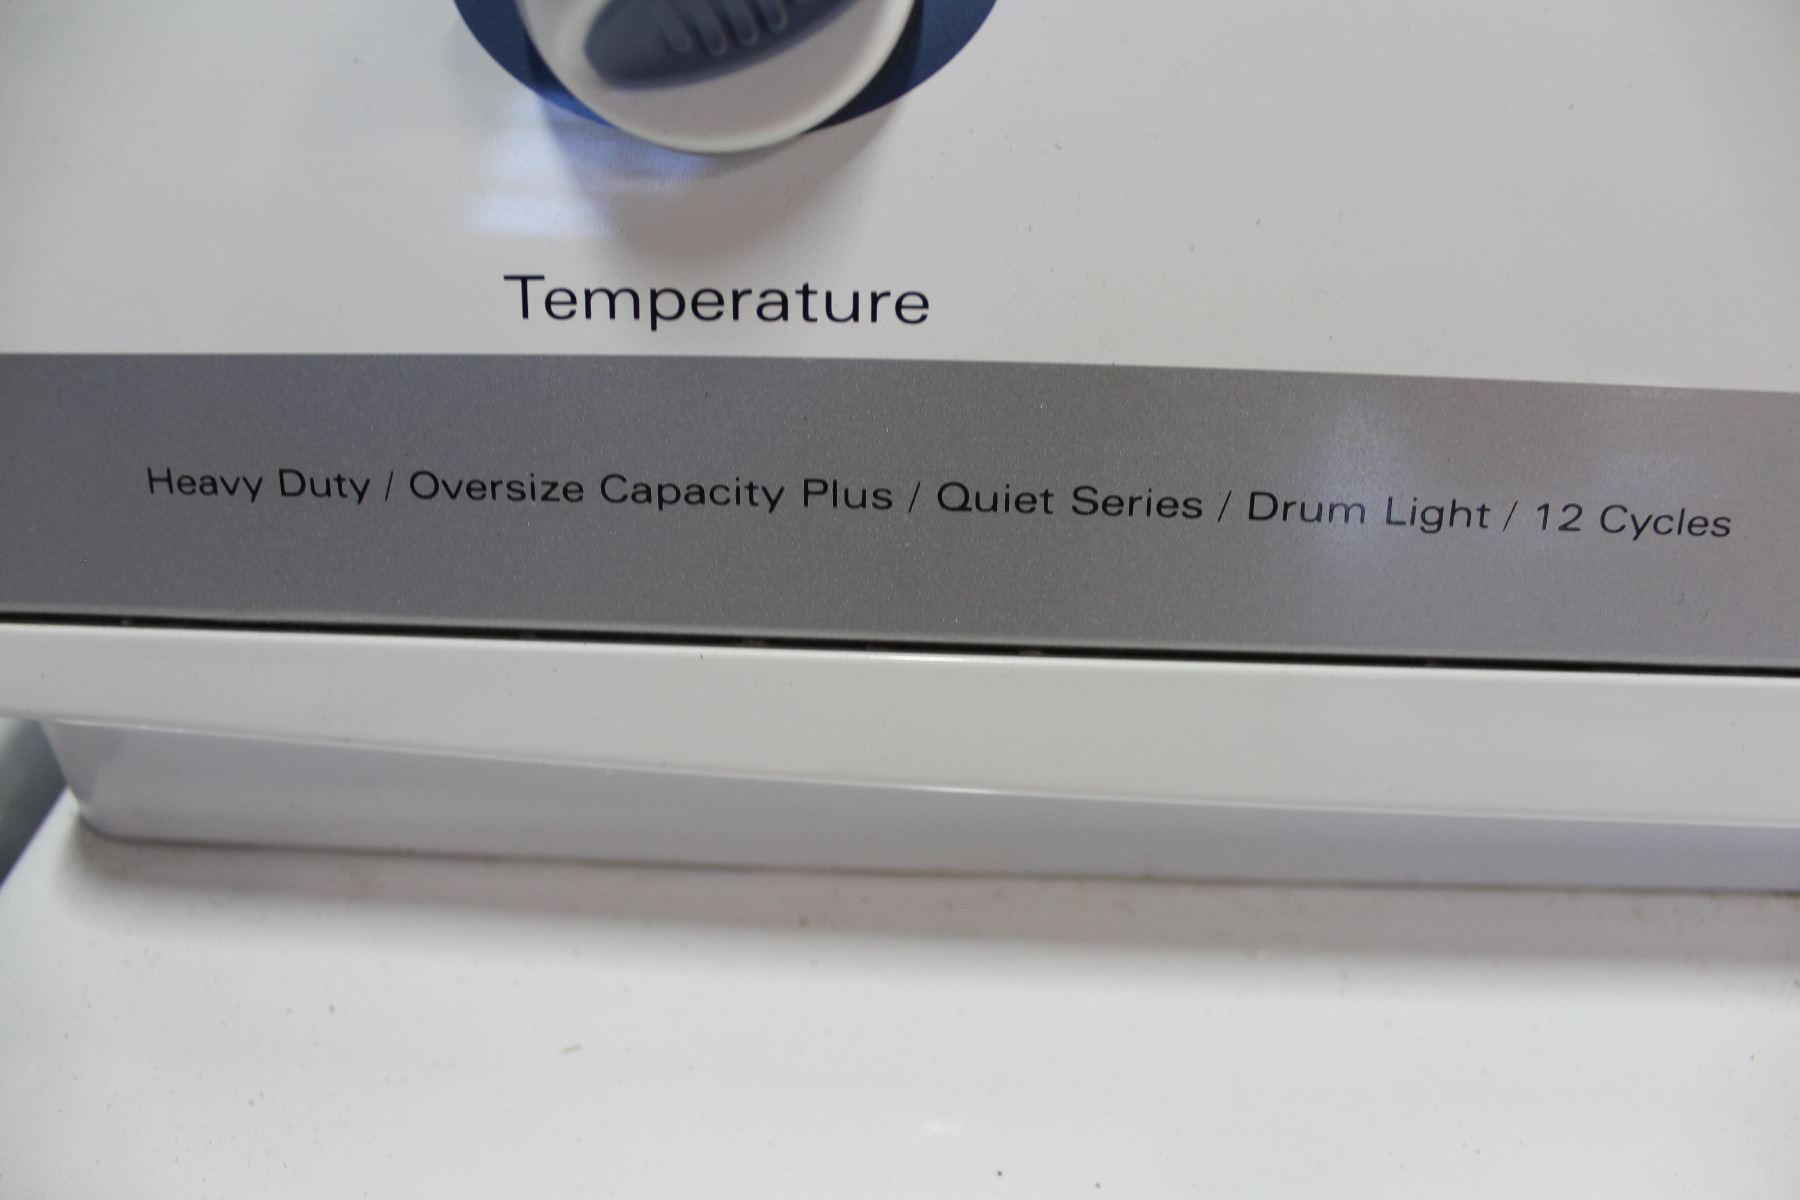 Temperature
Heavy Duty / Oversize Capacity Plus / Quiet Series / Drum Light / 12 Cycles